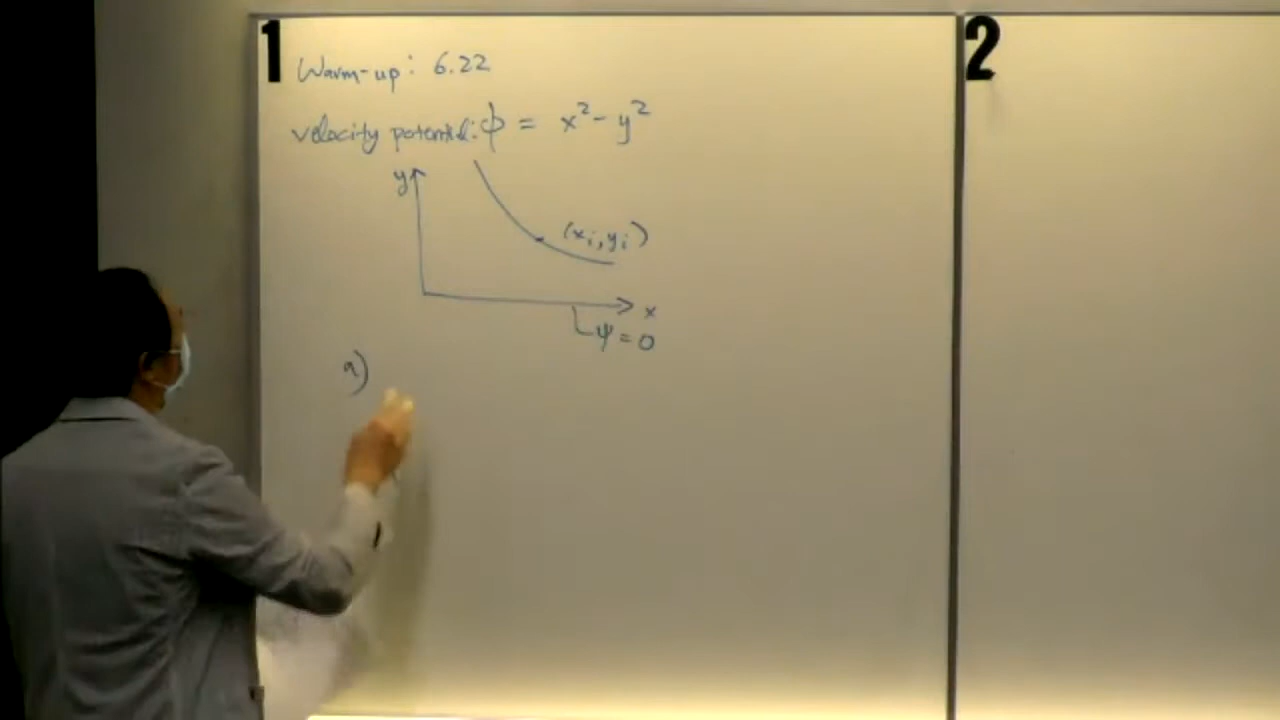 1
Warm-up: 6.22
velocity potential: ϕ = x² - y²
y
(xᵢ, yᵢ)
x
ψ = 0
a)
2